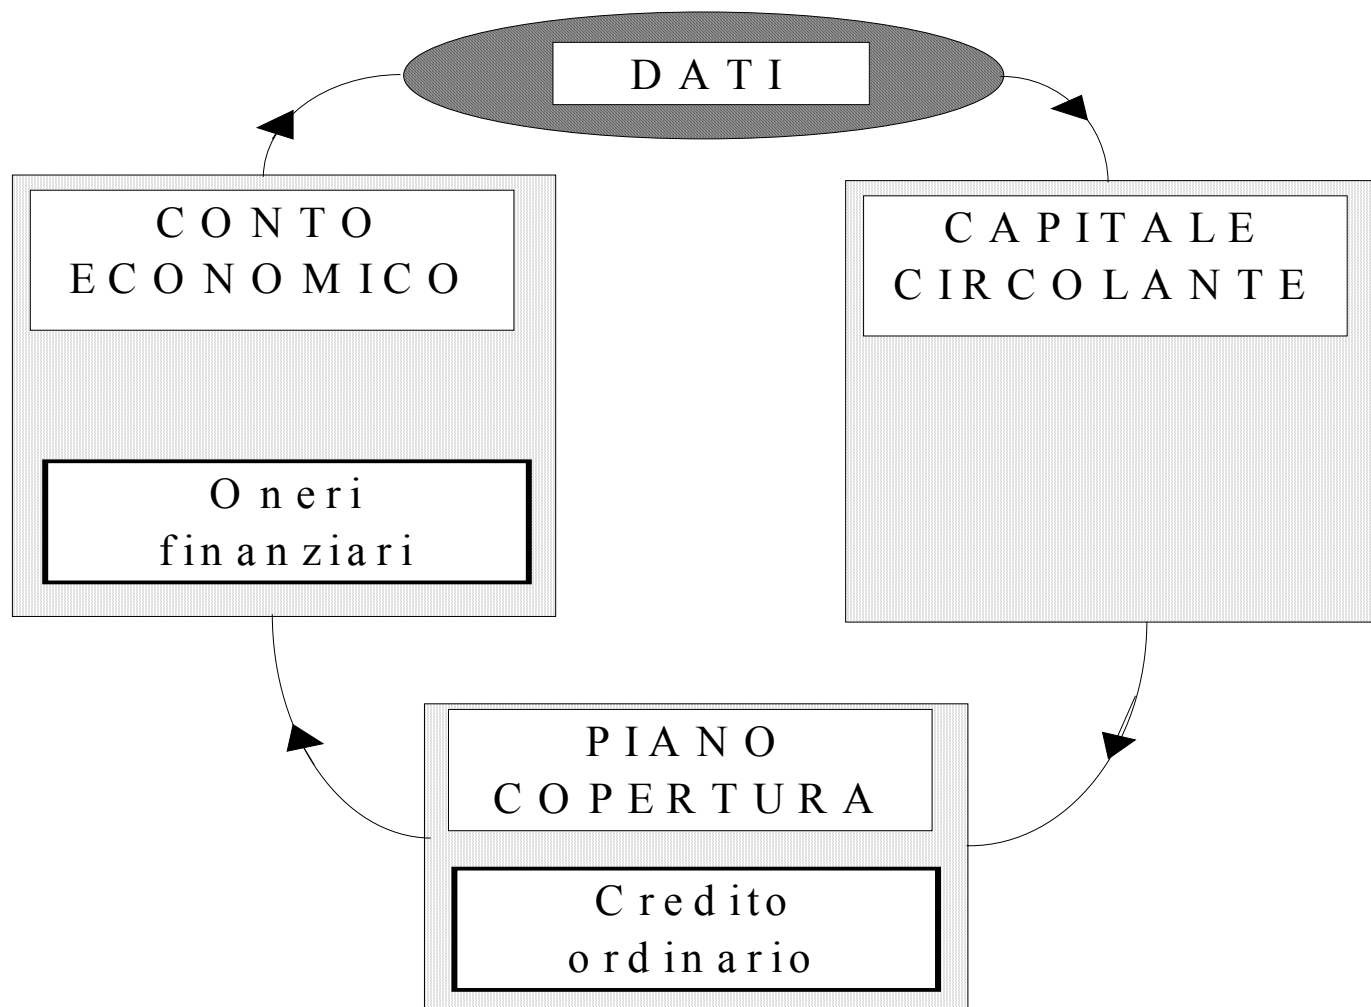 DATI
CONTO
ECONOMICO
CAPITALE
CIRCOLANTE
Oneri
finanziari
PIANO
COPERTURA
Credito
ordinario